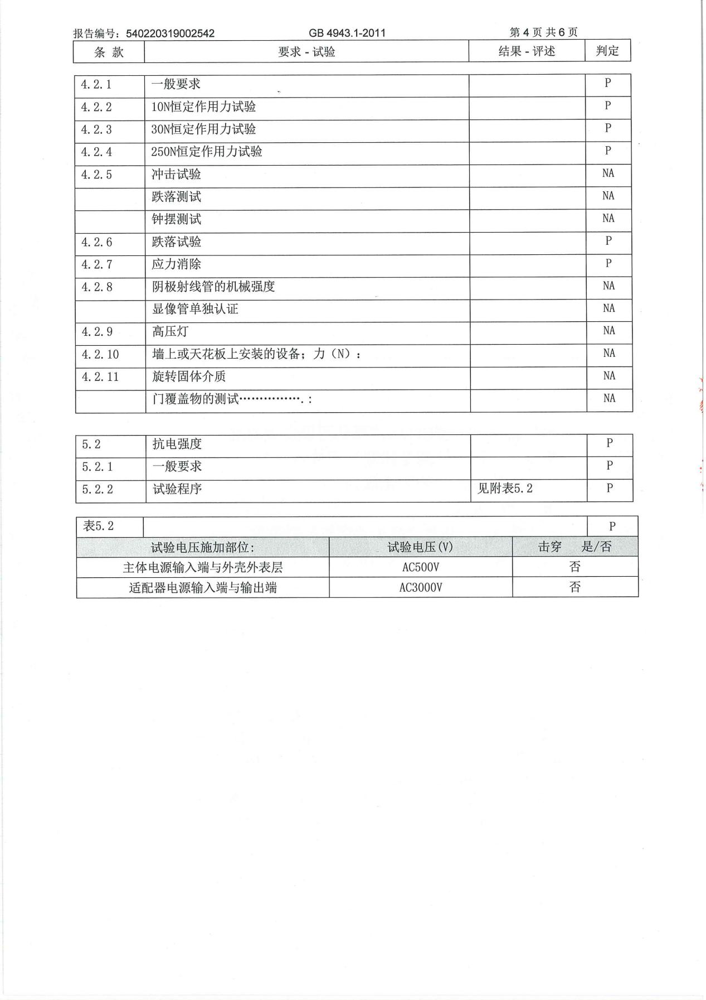 报告编号：540220319002542 GB 4943.1-2011 第 4 页 共 6 页
条 款 要求 - 试验 结果 - 评述 判定
4.2.1 一般要求 P
4.2.2 10N恒定作用力试验 P
4.2.3 30N恒定作用力试验 P
4.2.4 250N恒定作用力试验 P
4.2.5 冲击试验 NA
跌落测试 NA
钟摆测试 NA
4.2.6 跌落试验 P
4.2.7 应力消除 P
4.2.8 阴极射线管的机械强度 NA
显像管单独认证 NA
4.2.9 高压灯 NA
4.2.10 墙上或天花板上安装的设备；力（N）: NA
4.2.11 旋转固体介质 NA
门覆盖物的测试…………….: NA
5.2 抗电强度 P
5.2.1 一般要求 P
5.2.2 试验程序 见附表5.2 P
表5.2 P
试验电压施加部位: 试验电压(V) 击穿 是/否
主体电源输入端与外壳外表层 AC500V 否
适配器电源输入端与输出端 AC3000V 否